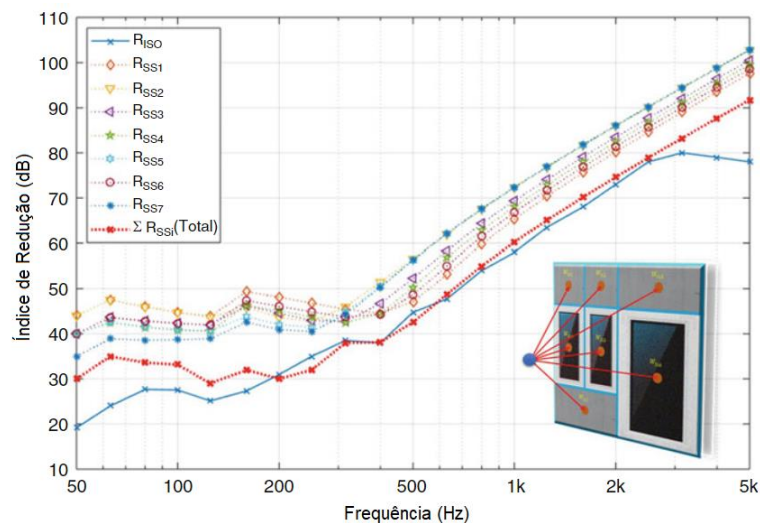 110
100
90
80
70
60
50
40
30
20
10
Índice de Redução (dB)
R_ISO
R_SS1
R_SS2
R_SS3
R_SS4
R_SS5
R_SS6
R_SS7
Σ R_SSi(Total)
50 100 200 500 1k 2k 5k
Frequência (Hz)